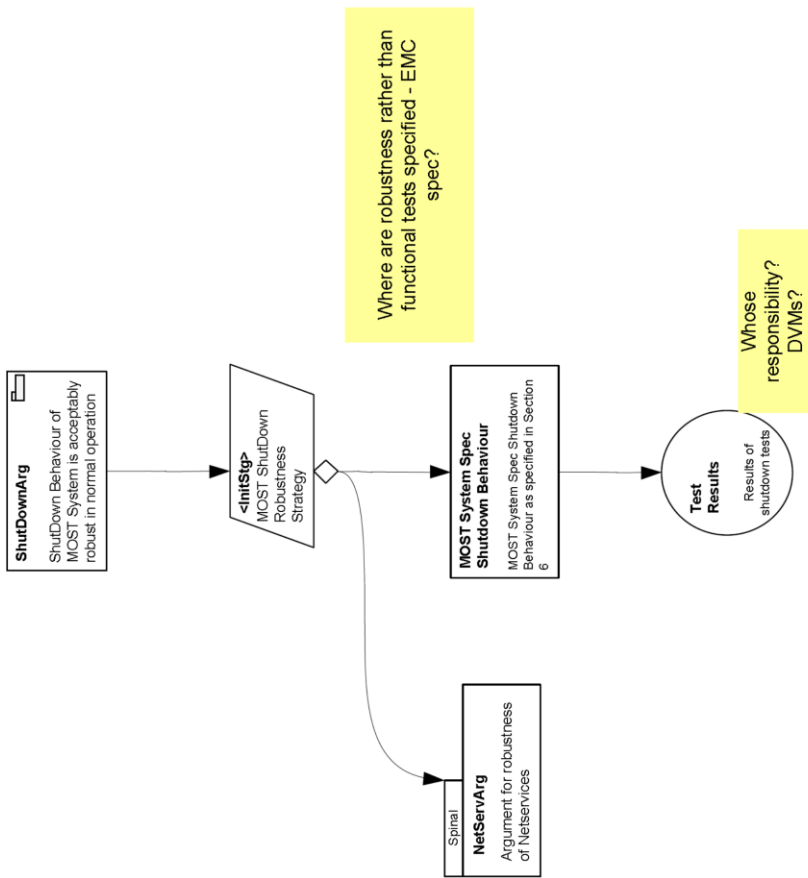 ShutDownArg
ShutDown Behaviour of
MOST System is acceptably
robust in normal operation
<InitStg>
MOST ShutDown
Robustness
Strategy
Where are robustness rather than
functional tests specified - EMC
spec?
Spinal
NetServArg
Argument for robustness
of Netservices
MOST System Spec
Shutdown Behaviour
MOST System Spec Shutdown
Behaviour as specified in Section
6
Test
Results
Results of
shutdown tests
Whose
responsibility?
DVMs?